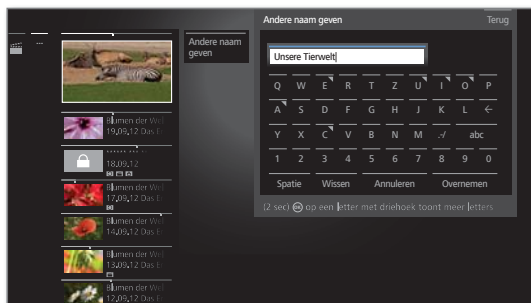 Andere naam geven
Terug
...
Andere naam
geven
Unsere Tierwelt
Q W E R T Z U I O P
A S D F G H J K L ←
Y X C V B N M .-/ abc
1 2 3 4 5 6 7 8 9 0
Spatie Wissen Annuleren Overnemen
(2 sec) OK op een letter met driehoek toont meer letters
Blumen der Wel
19.09.12 Das E
18.09.12
Blumen der Wel
17.09.12 Das E
Blumen der Wel
14.09.12 Das E
Blumen der Wel
13.09.12 Das E
Blumen der Wel
12.09.12 Das E